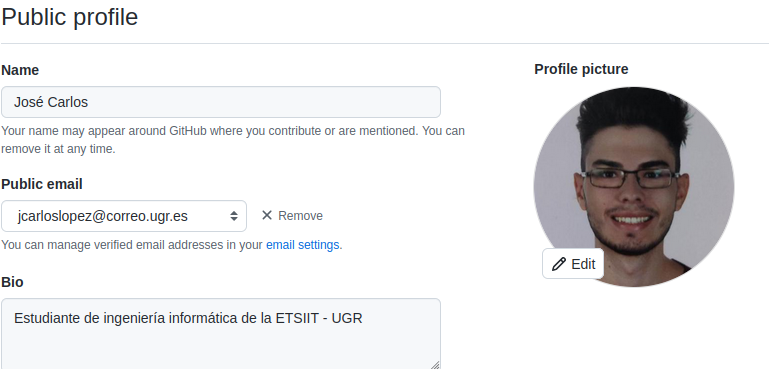 Public profile
Name
José Carlos
Your name may appear around GitHub where you contribute or are mentioned. You can
remove it at any time.
Public email
jcarloslopez@correo.ugr.es
Remove
You can manage verified email addresses in your email settings.
Bio
Estudiante de ingeniería informática de la ETSIIT - UGR
Profile picture
Edit